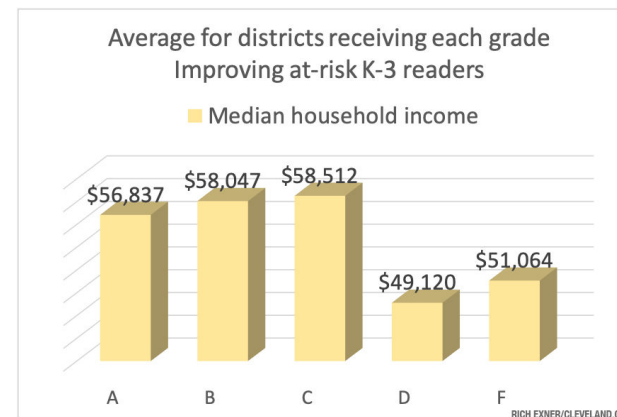 Average for districts receiving each grade
Improving at-risk K-3 readers
Median household income
$56,837 $58,047 $58,512 $49,120 $51,064
A B C D F
RICH EXNER/CLEVELAND.